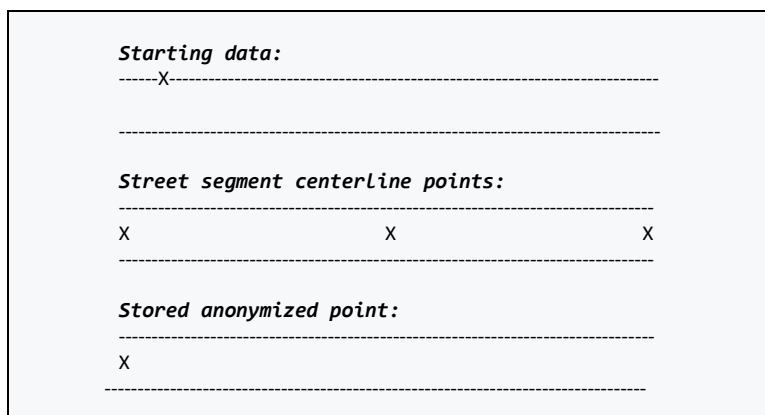 Starting data:
------X---------------------------------------------------------------------------
-----------------------------------------------------------------------------------
Street segment centerline points:
----------------------------------------------------------------------------------
X X X
----------------------------------------------------------------------------------
Stored anonymized point:
----------------------------------------------------------------------------------
X
-----------------------------------------------------------------------------------